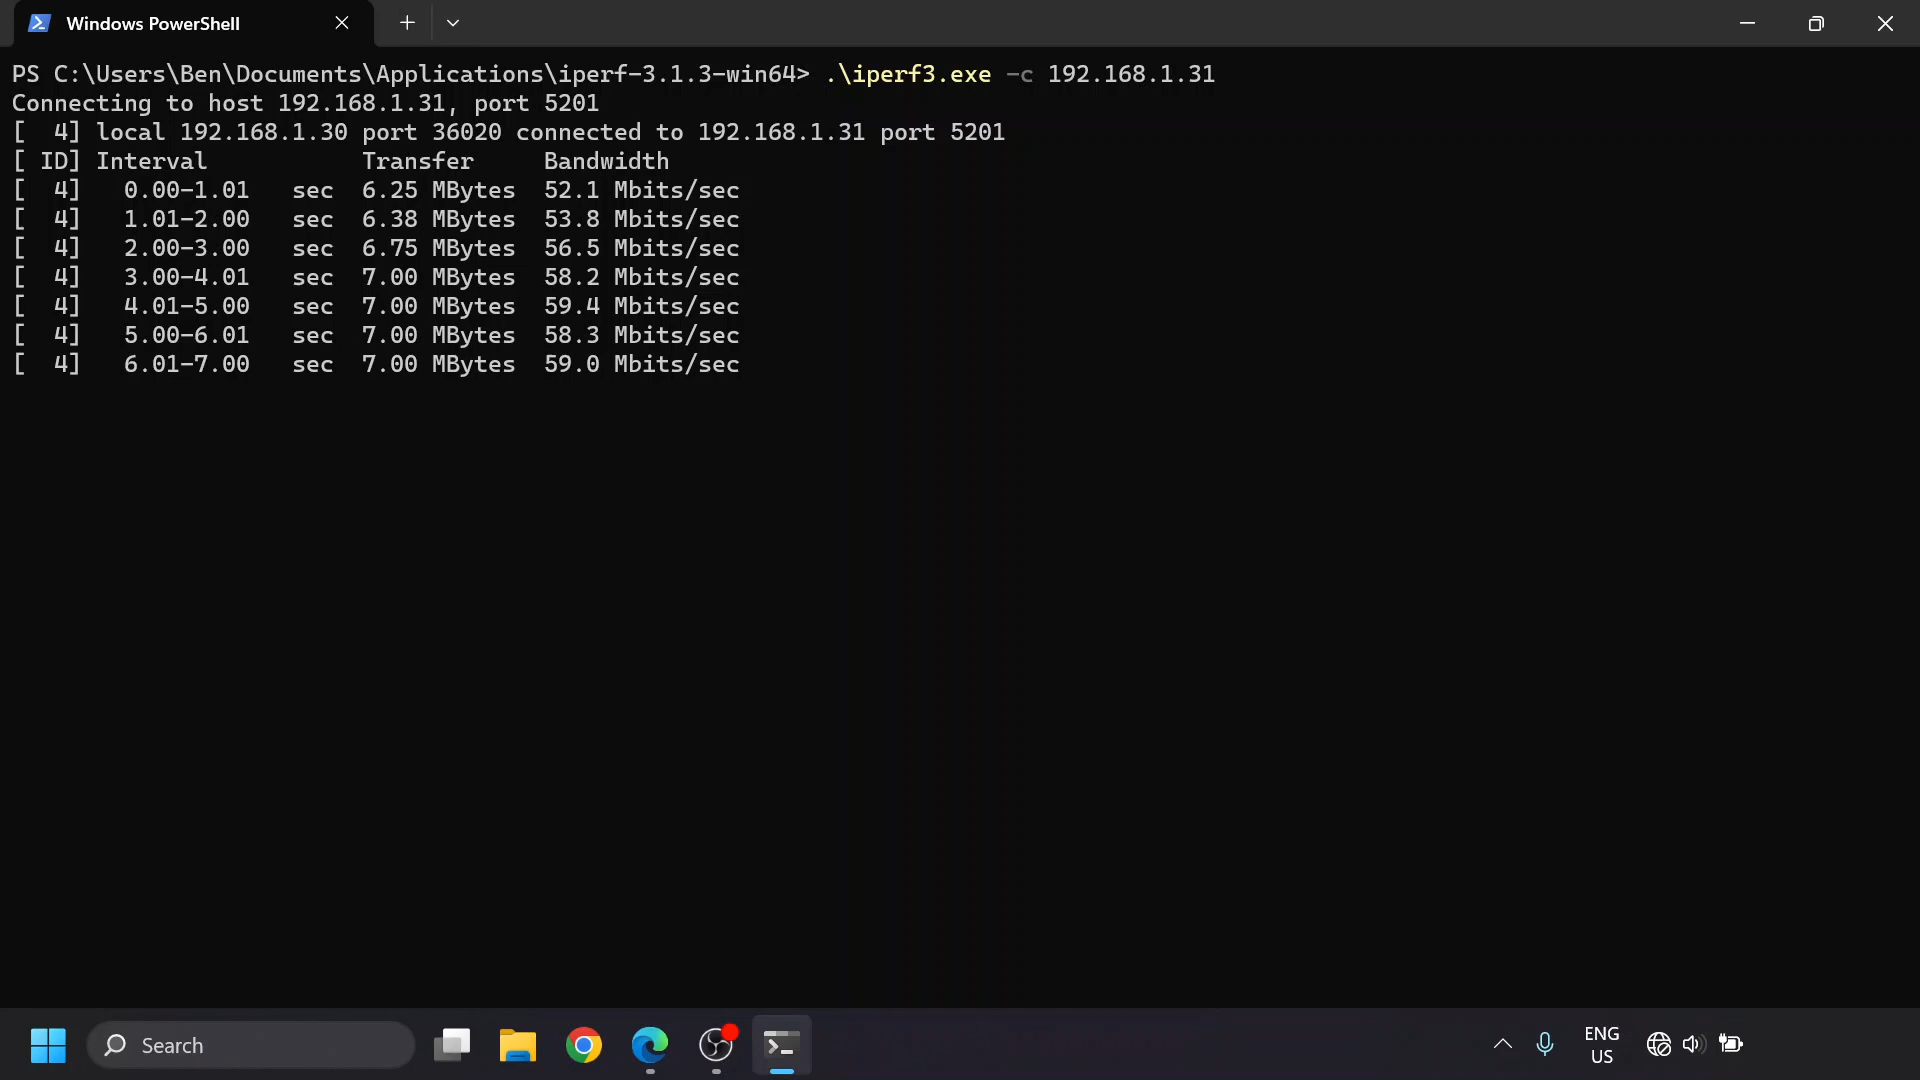 Windows PowerShell
PS C:\Users\Ben\Documents\Applications\iperf-3.1.3-win64> .\iperf3.exe -c 192.168.1.31
Connecting to host 192.168.1.31, port 5201
[  4] local 192.168.1.30 port 36020 connected to 192.168.1.31 port 5201
[ ID] Interval           Transfer     Bandwidth
[  4]   0.00-1.01   sec  6.25 MBytes  52.1 Mbits/sec
[  4]   1.01-2.00   sec  6.38 MBytes  53.8 Mbits/sec
[  4]   2.00-3.00   sec  6.75 MBytes  56.5 Mbits/sec
[  4]   3.00-4.01   sec  7.00 MBytes  58.2 Mbits/sec
[  4]   4.01-5.00   sec  7.00 MBytes  59.4 Mbits/sec
[  4]   5.00-6.01   sec  7.00 MBytes  58.3 Mbits/sec
[  4]   6.01-7.00   sec  7.00 MBytes  59.0 Mbits/sec
Search
ENG
US